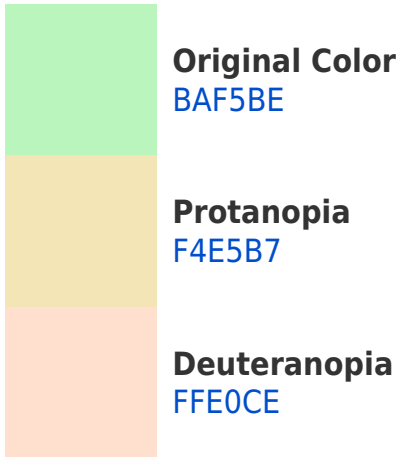 Original Color
BAF5BE
Protanopia
F4E5B7
Deuteranopia
FFE0CE